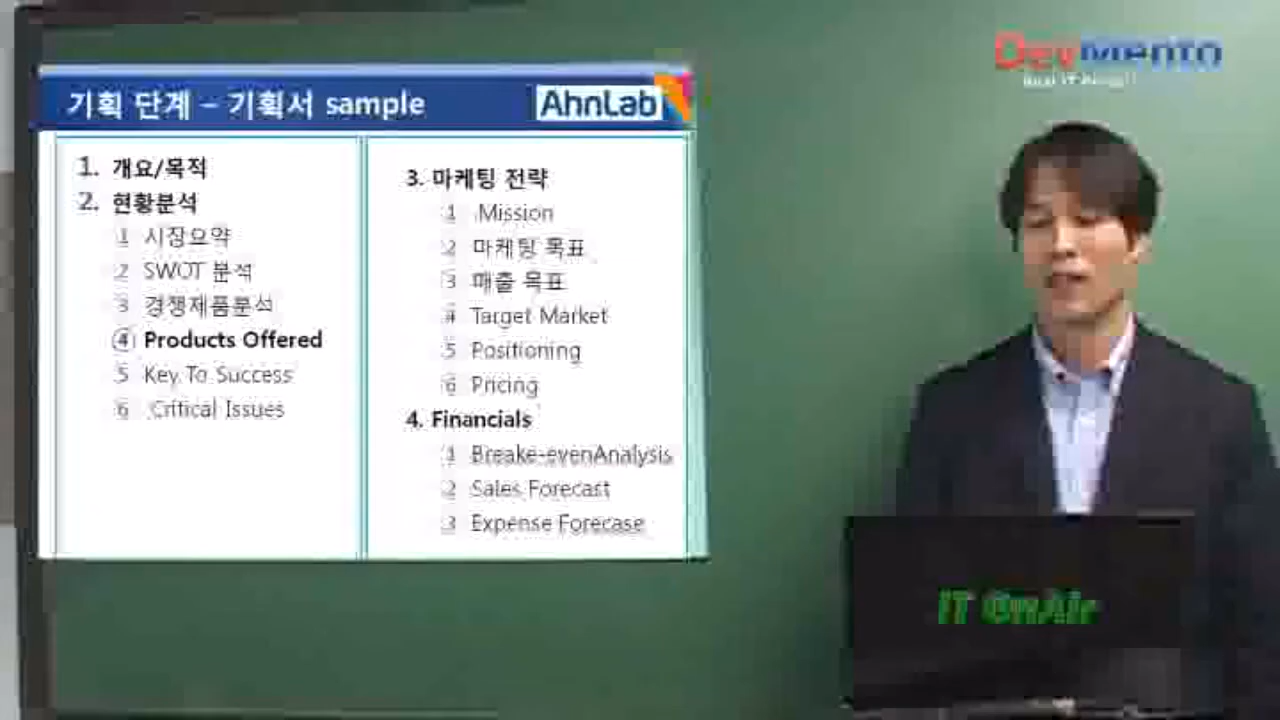 DevMento
기획 단계 – 기획서 sample
AhnLab
1. 개요/목적
2. 현황분석
1 시장요약
2 SWOT 분석
3 경쟁제품분석
④ Products Offered
5 Key To Success
6 Critical Issues
3. 마케팅 전략
1 .Mission
2 마케팅 목표
3 매출 목표
4 Target Market
5 Positioning
6 Pricing
4. Financials
1 Breake-evenAnalysis
2 Sales Forecast
3 Expense Forecase
IT OnAir